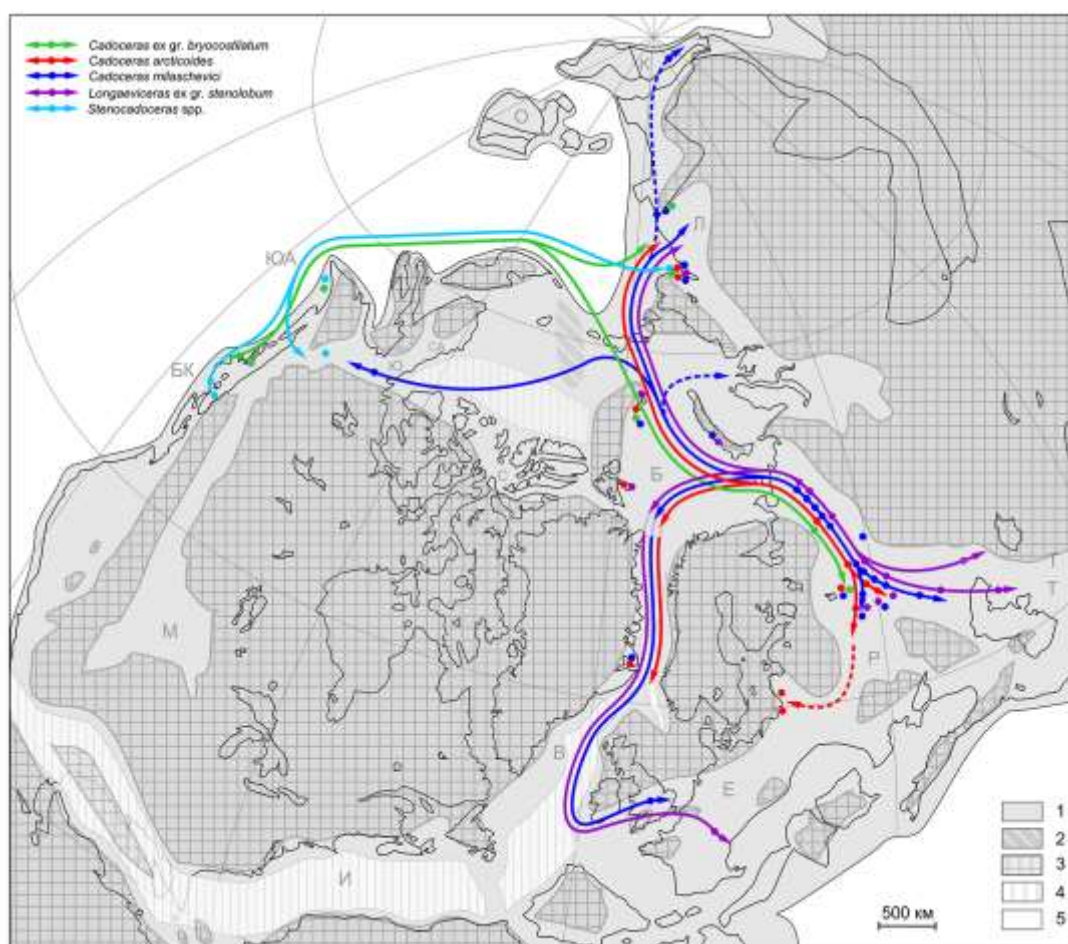 Cadoceras ex gr. bryocostilatum
Cadoceras arcticoides
Cadoceras milaschevici
Longaeviceras ex gr. stenolobum
Stenocadoceras spp.
К
О
Л
ЮА
БК
Ю
С
Б
П
М
Г
Т
Р
В
Е
И
1
2
3
4
5
500 км